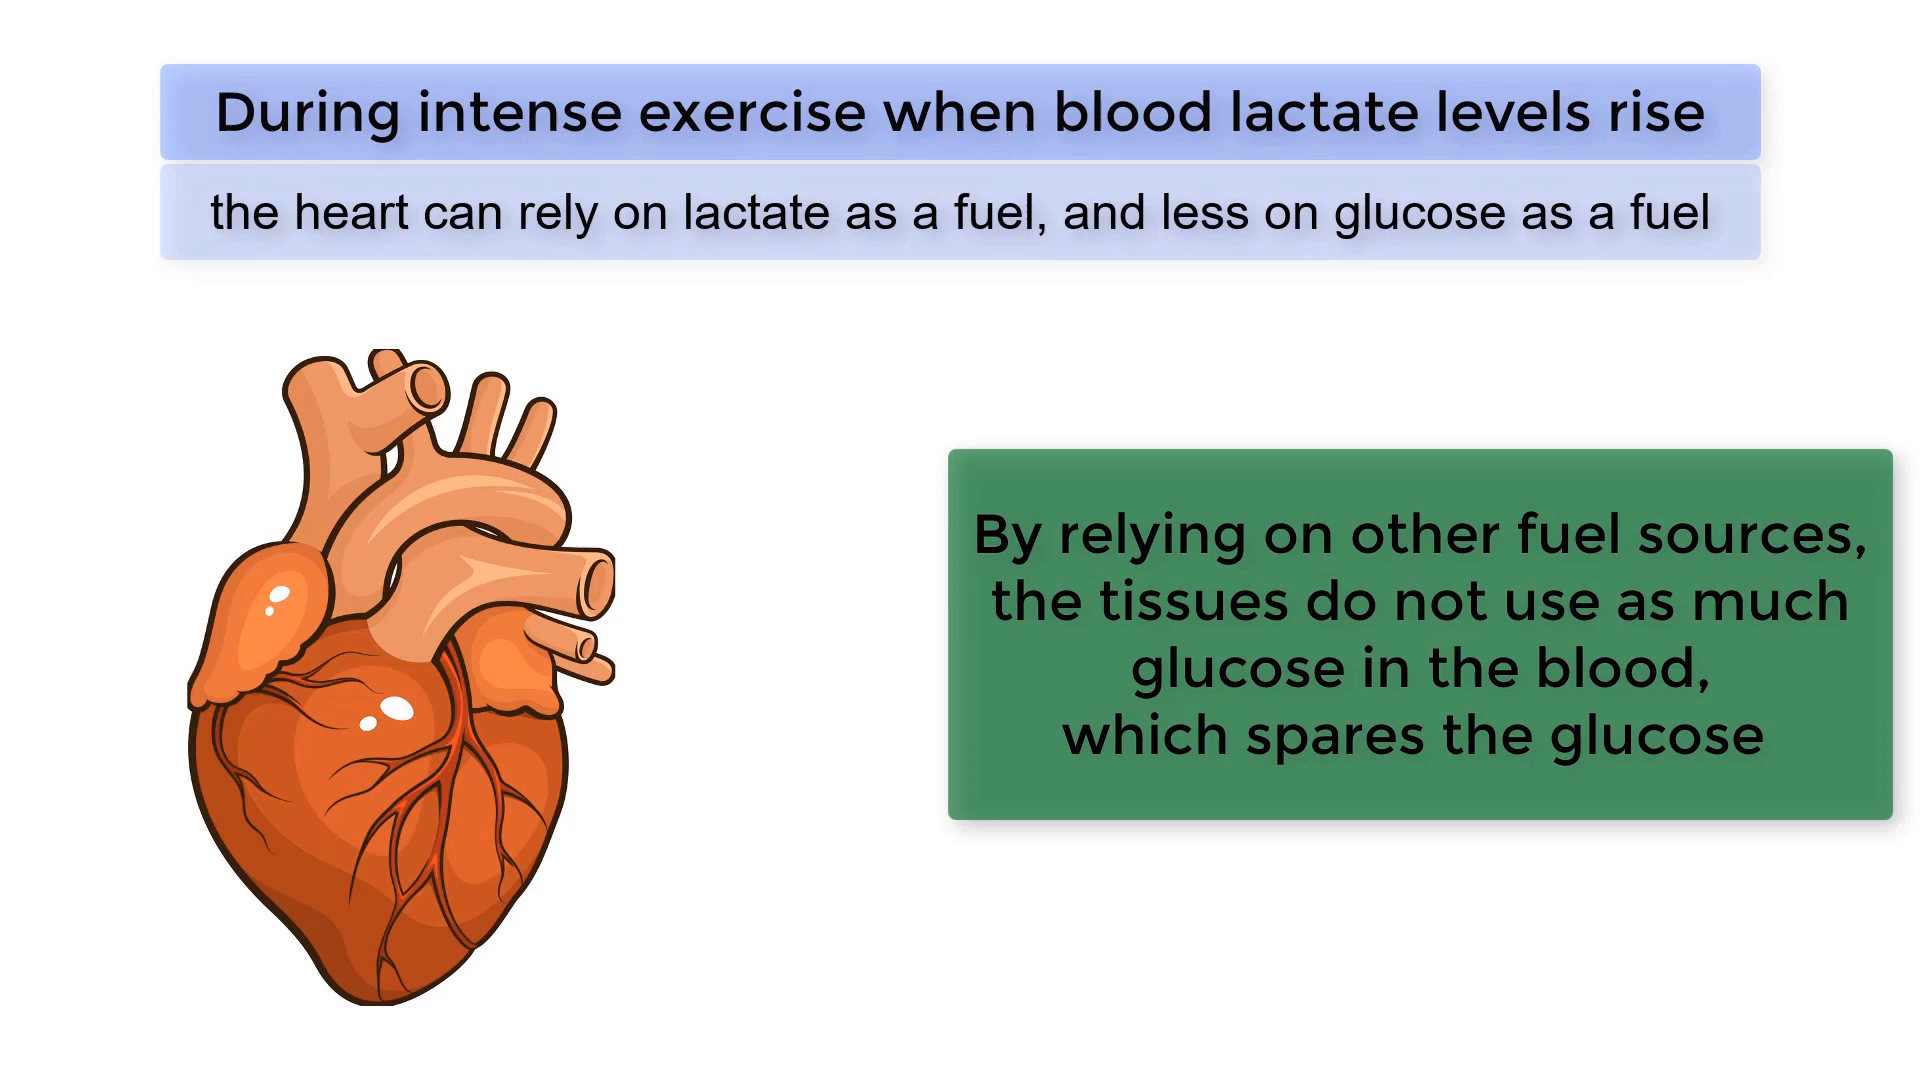 During intense exercise when blood lactate levels rise
the heart can rely on lactate as a fuel, and less on glucose as a fuel
By relying on other fuel sources,
the tissues do not use as much
glucose in the blood,
which spares the glucose